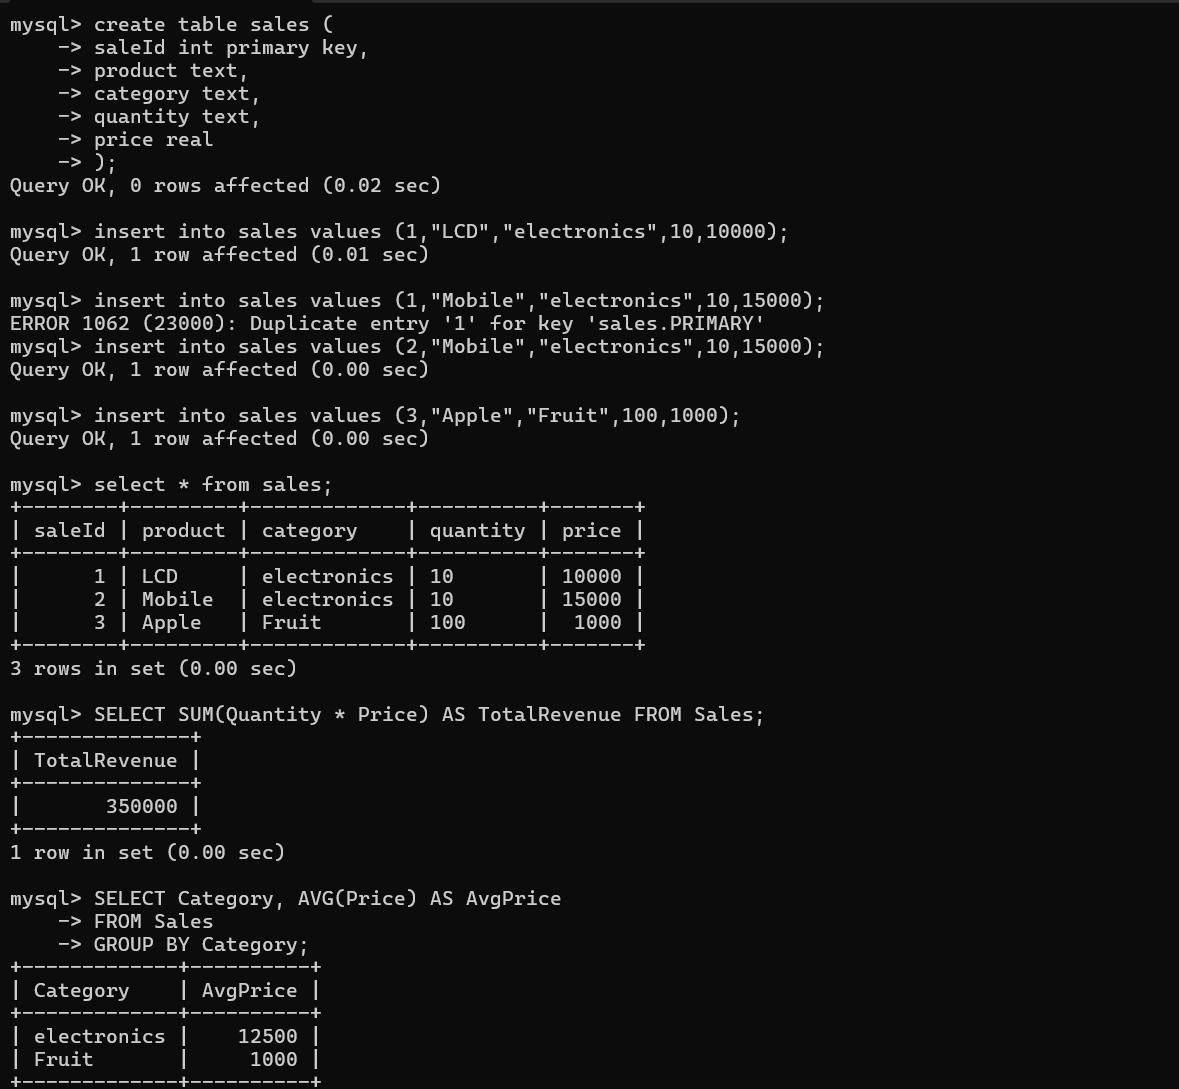 mysql> create table sales (
    -> saleId int primary key,
    -> product text,
    -> category text,
    -> quantity text,
    -> price real
    -> );
Query OK, 0 rows affected (0.02 sec)

mysql> insert into sales values (1,"LCD","electronics",10,10000);
Query OK, 1 row affected (0.01 sec)

mysql> insert into sales values (1,"Mobile","electronics",10,15000);
ERROR 1062 (23000): Duplicate entry '1' for key 'sales.PRIMARY'
mysql> insert into sales values (2,"Mobile","electronics",10,15000);
Query OK, 1 row affected (0.00 sec)

mysql> insert into sales values (3,"Apple","Fruit",100,1000);
Query OK, 1 row affected (0.00 sec)

mysql> select * from sales;
+--------+---------+-------------+----------+-------+
| saleId | product | category    | quantity | price |
+--------+---------+-------------+----------+-------+
|      1 | LCD     | electronics | 10       | 10000 |
|      2 | Mobile  | electronics | 10       | 15000 |
|      3 | Apple   | Fruit       | 100      |  1000 |
+--------+---------+-------------+----------+-------+
3 rows in set (0.00 sec)

mysql> SELECT SUM(Quantity * Price) AS TotalRevenue FROM Sales;
+--------------+
| TotalRevenue |
+--------------+
|       350000 |
+--------------+
1 row in set (0.00 sec)

mysql> SELECT Category, AVG(Price) AS AvgPrice
    -> FROM Sales
    -> GROUP BY Category;
+-------------+----------+
| Category    | AvgPrice |
+-------------+----------+
| electronics |    12500 |
| Fruit       |     1000 |
+-------------+----------+